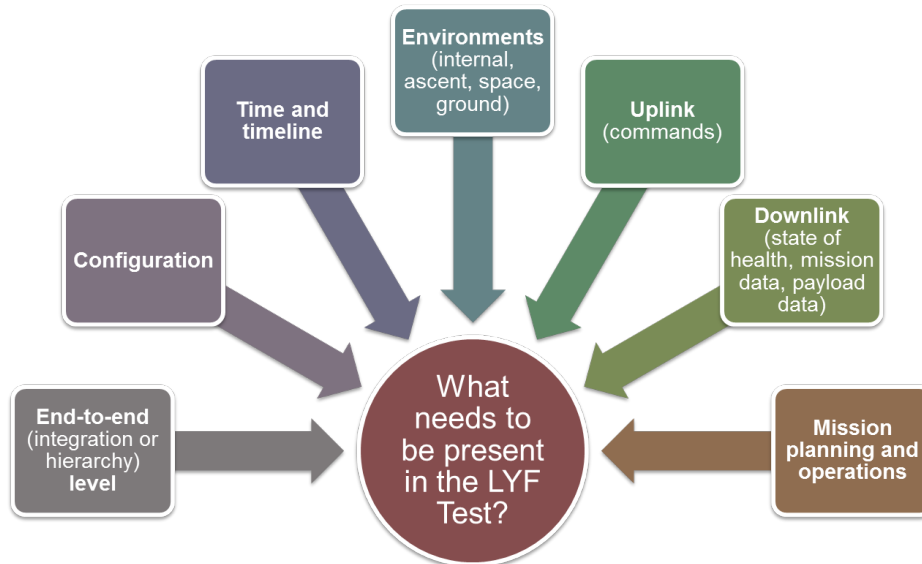 Environments
(internal,
ascent, space,
ground)
Time and
timeline
Uplink
(commands)
Configuration
Downlink
(state of
health, mission
data, payload
data)
End-to-end
(integration or
hierarchy)
level
What
needs to
be present
in the LYF
Test?
Mission
planning and
operations